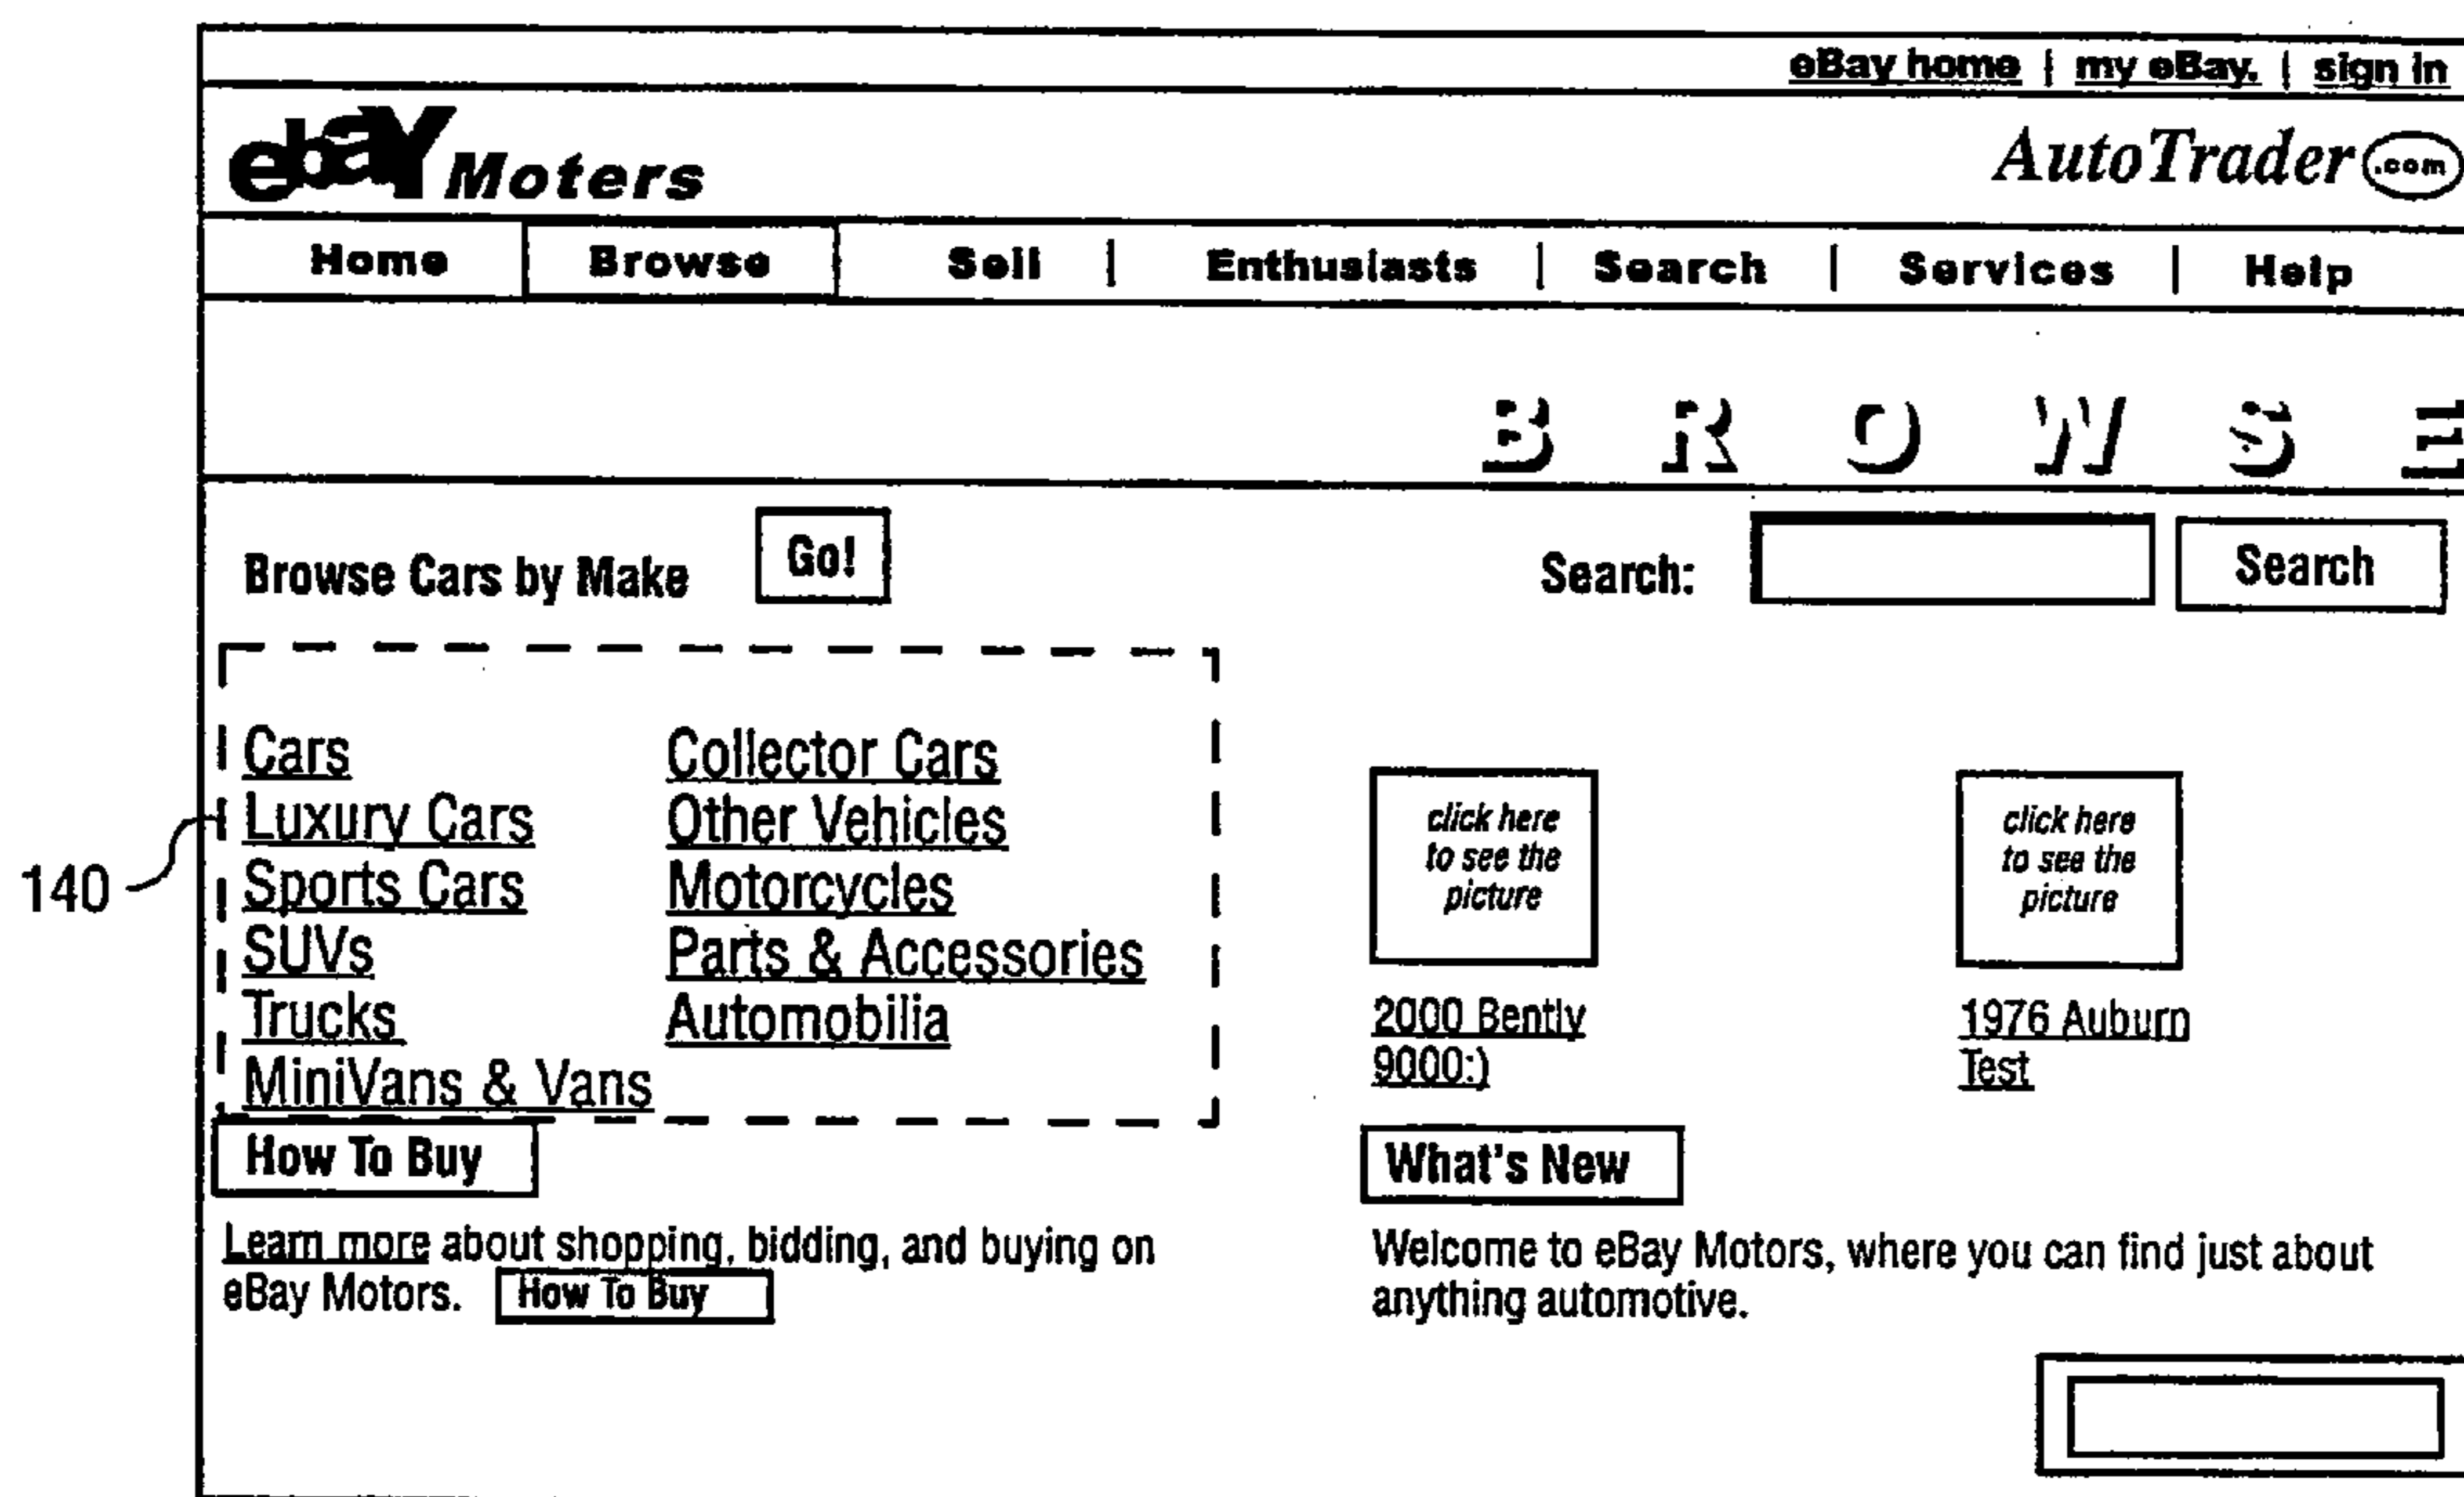 eBay home | my eBay. | sign in
ebaY Moters
AutoTrader .com
Home Browse Sell | Enthusiasts | Search | Services | Help
B R O W S E
Browse Cars by Make Go! Search: Search
Cars Collector Cars
Luxury Cars Other Vehicles
140 Sports Cars Motorcycles
SUVs Parts & Accessories
Trucks Automobilia
MiniVans & Vans
click here
to see the
picture
2000 Bently
9000:)
click here
to see the
picture
1976 Auburn
Test
How To Buy
Learn more about shopping, bidding, and buying on
eBay Motors. How To Buy
What's New
Welcome to eBay Motors, where you can find just about
anything automotive.